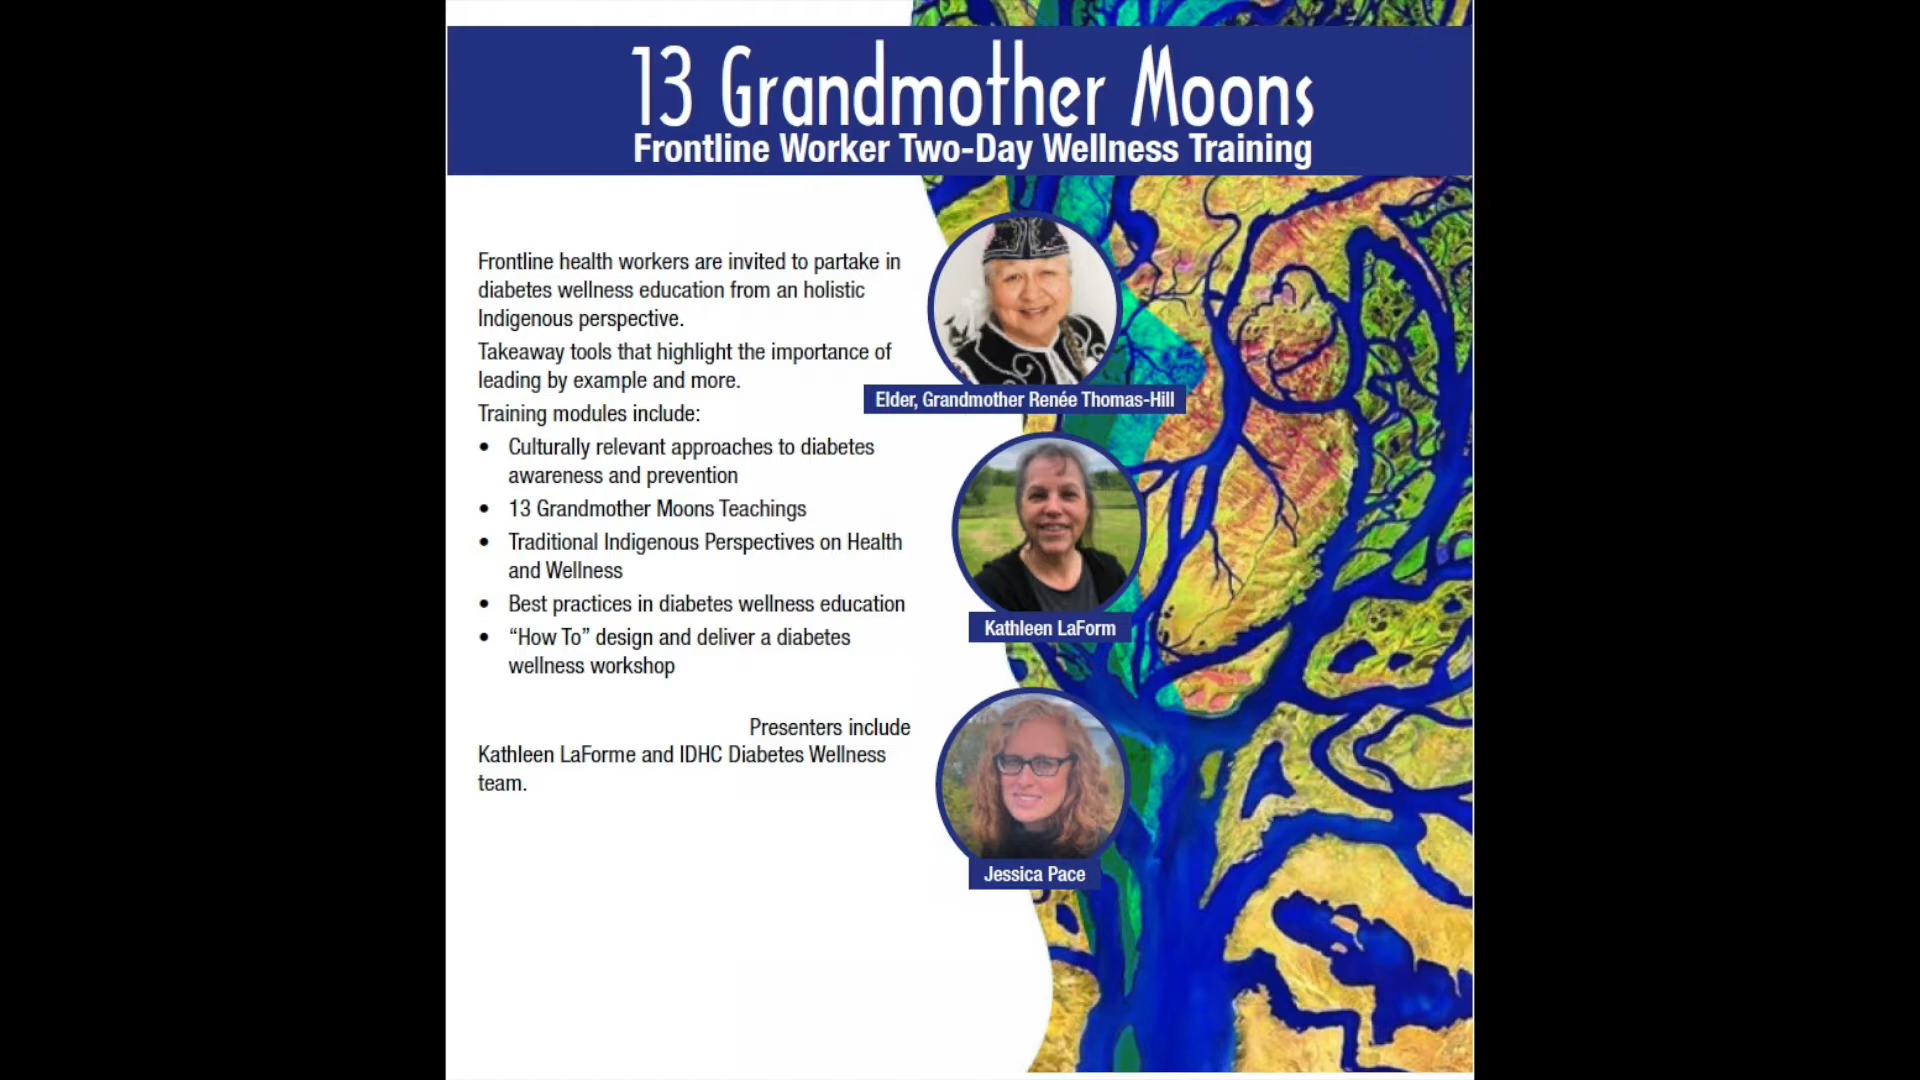 13 Grandmother Moons
Frontline Worker Two-Day Wellness Training
Frontline health workers are invited to partake in
diabetes wellness education from an holistic
Indigenous perspective.
Takeaway tools that highlight the importance of
leading by example and more.
Training modules include:
• Culturally relevant approaches to diabetes
awareness and prevention
• 13 Grandmother Moons Teachings
• Traditional Indigenous Perspectives on Health
and Wellness
• Best practices in diabetes wellness education
• “How To” design and deliver a diabetes
wellness workshop
Presenters include
Kathleen LaForme and IDHC Diabetes Wellness
team.
Elder, Grandmother Renée Thomas-Hill
Kathleen LaForm
Jessica Pace